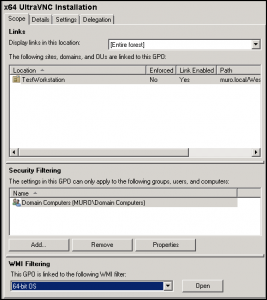 x64 UltraVNC Installation
Scope Details Settings Delegation
Links
Display links in this location: [Entire forest]
The following sites, domains, and OUs are linked to this GPO:
Location Enforced Link Enabled Path
TestWorkstation No Yes muro.local/Wes
Security Filtering
The settings in this GPO can only apply to the following groups, users, and computers:
Name
Domain Computers (MURO\Domain Computers)
Add... Remove Properties
WMI Filtering
This GPO is linked to the following WMI filter:
64-bit OS Open